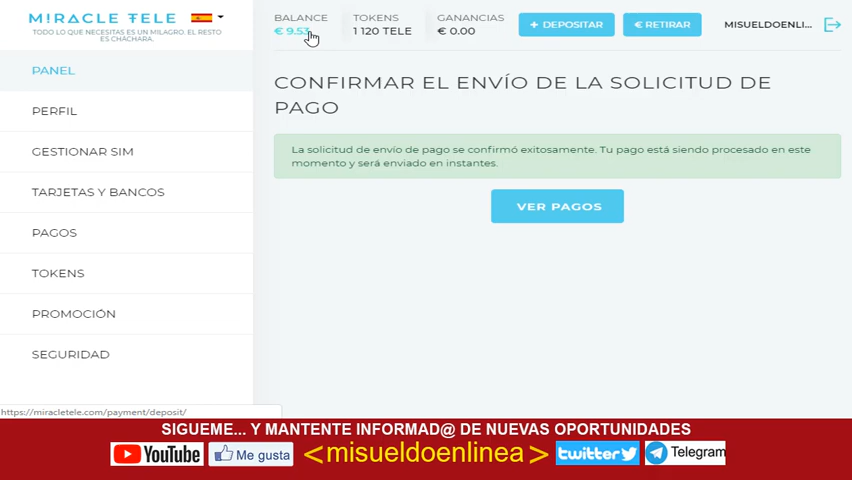 MIRACLE TELE
TODO LO QUE NECESITAS ES UN MILAGRO. EL RESTO
ES CHÁCHARA.
BALANCE
€ 9.53
TOKENS
1 120 TELE
GANANCIAS
€ 0.00
+ DEPOSITAR
€ RETIRAR
MISUELDOENLI...
PANEL
PERFIL
GESTIONAR SIM
TARJETAS Y BANCOS
PAGOS
TOKENS
PROMOCIÓN
SEGURIDAD
CONFIRMAR EL ENVÍO DE LA SOLICITUD DE
PAGO
La solicitud de envío de pago se confirmó exitosamente. Tu pago está siendo procesado en este
momento y será enviado en instantes.
VER PAGOS
https://miracletele.com/payment/deposit/
SIGUEME... Y MANTENTE INFORMAD@ DE NUEVAS OPORTUNIDADES
YouTube
Me gusta
<misueldoenlinea >
twitter
Telegram